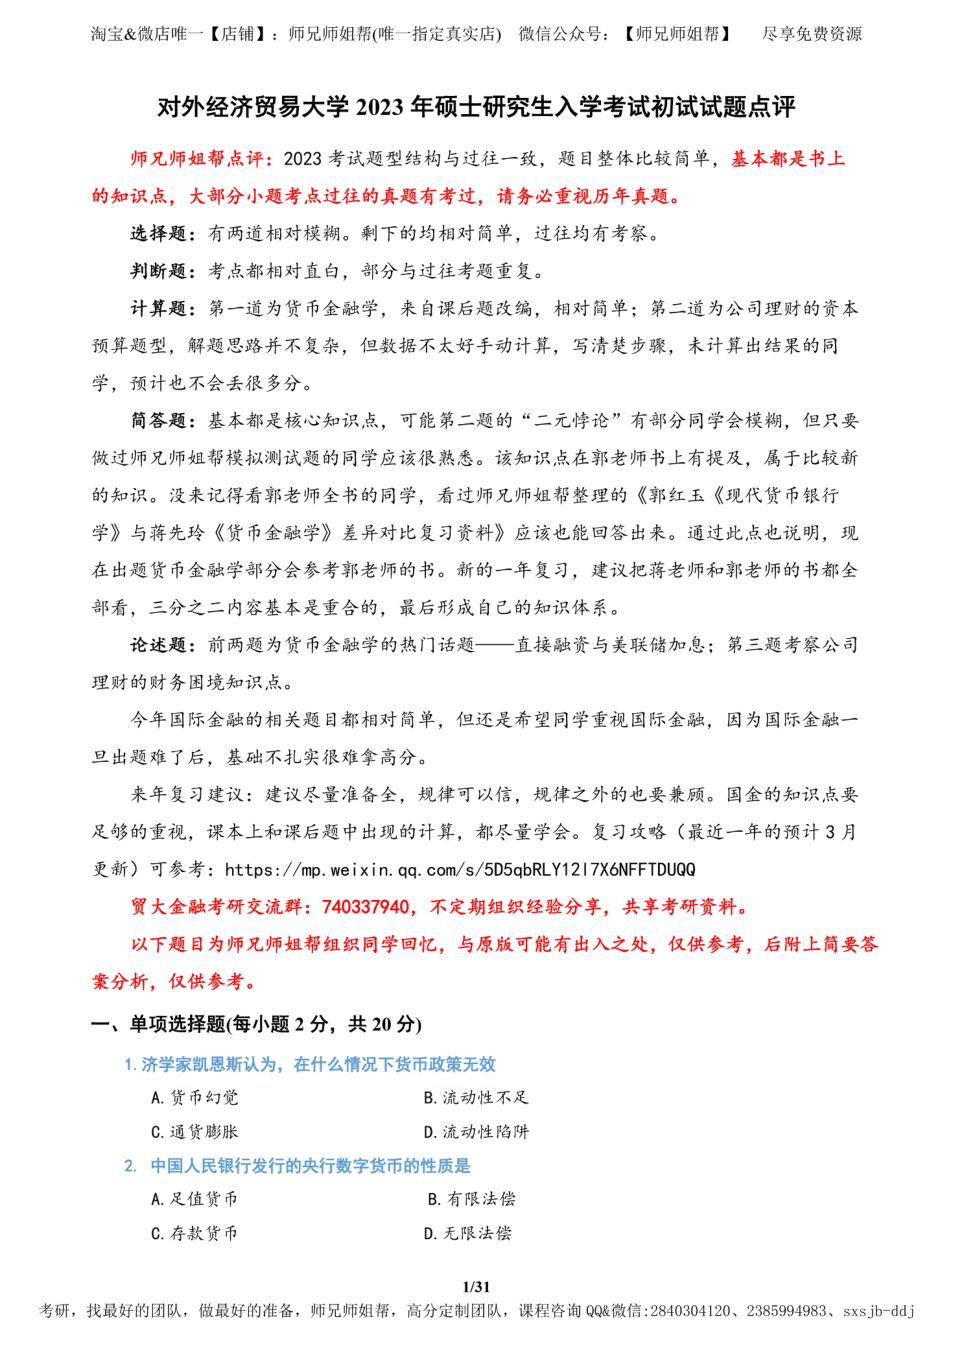 淘宝&微店唯一【店铺】：师兄师姐帮(唯一指定真实店)　微信公众号：【师兄师姐帮】　尽享免费资源
对外经济贸易大学 2023 年硕士研究生入学考试初试试题点评
师兄师姐帮点评：2023 考试题型结构与过往一致，题目整体比较简单，基本都是书上
的知识点，大部分小题考点过往的真题有考过，请务必重视历年真题。
选择题：有两道相对模糊。剩下的均相对简单，过往均有考察。
判断题：考点都相对直白，部分与过往考题重复。
计算题：第一道为货币金融学，来自课后题改编，相对简单；第二道为公司理财的资本
预算题型，解题思路并不复杂，但数据不太好手动计算，写清楚步骤，未计算出结果的同
学，预计也不会丢很多分。
简答题：基本都是核心知识点，可能第二题的“二元悖论”有部分同学会模糊，但只要
做过师兄师姐帮模拟测试题的同学应该很熟悉。该知识点在郭老师书上有提及，属于比较新
的知识。没来记得看郭老师全书的同学，看过师兄师姐帮整理的《郭红玉《现代货币银行
学》与蒋先玲《货币金融学》差异对比复习资料》应该也能回答出来。通过此点也说明，现
在出题货币金融学部分会参考郭老师的书。新的一年复习，建议把蒋老师和郭老师的书都全
部看，三分之二内容基本是重合的，最后形成自己的知识体系。
论述题：前两题为货币金融学的热门话题——直接融资与美联储加息；第三题考察公司
理财的财务困境知识点。
今年国际金融的相关题目都相对简单，但还是希望同学重视国际金融，因为国际金融一
旦出题难了后，基础不扎实很难拿高分。
来年复习建议：建议尽量准备全，规律可以信，规律之外的也要兼顾。国金的知识点要
足够的重视，课本上和课后题中出现的计算，都尽量学会。复习攻略（最近一年的预计 3 月
更新）可参考：https://mp.weixin.qq.com/s/5D5qbRLY12l7X6NFFTDUQQ
贸大金融考研交流群：740337940，不定期组织经验分享，共享考研资料。
以下题目为师兄师姐帮组织同学回忆，与原版可能有出入之处，仅供参考，后附上简要答
案分析，仅供参考。
一、单项选择题(每小题 2 分，共 20 分)
1.济学家凯恩斯认为，在什么情况下货币政策无效
A.货币幻觉　B.流动性不足
C.通货膨胀　D.流动性陷阱
2. 中国人民银行发行的央行数字货币的性质是
A.足值货币　B.有限法偿
C.存款货币　D.无限法偿
1/31
考研，找最好的团队，做最好的准备，师兄师姐帮，高分定制团队，课程咨询 QQ&微信:2840304120、2385994983、sxsjb-ddj